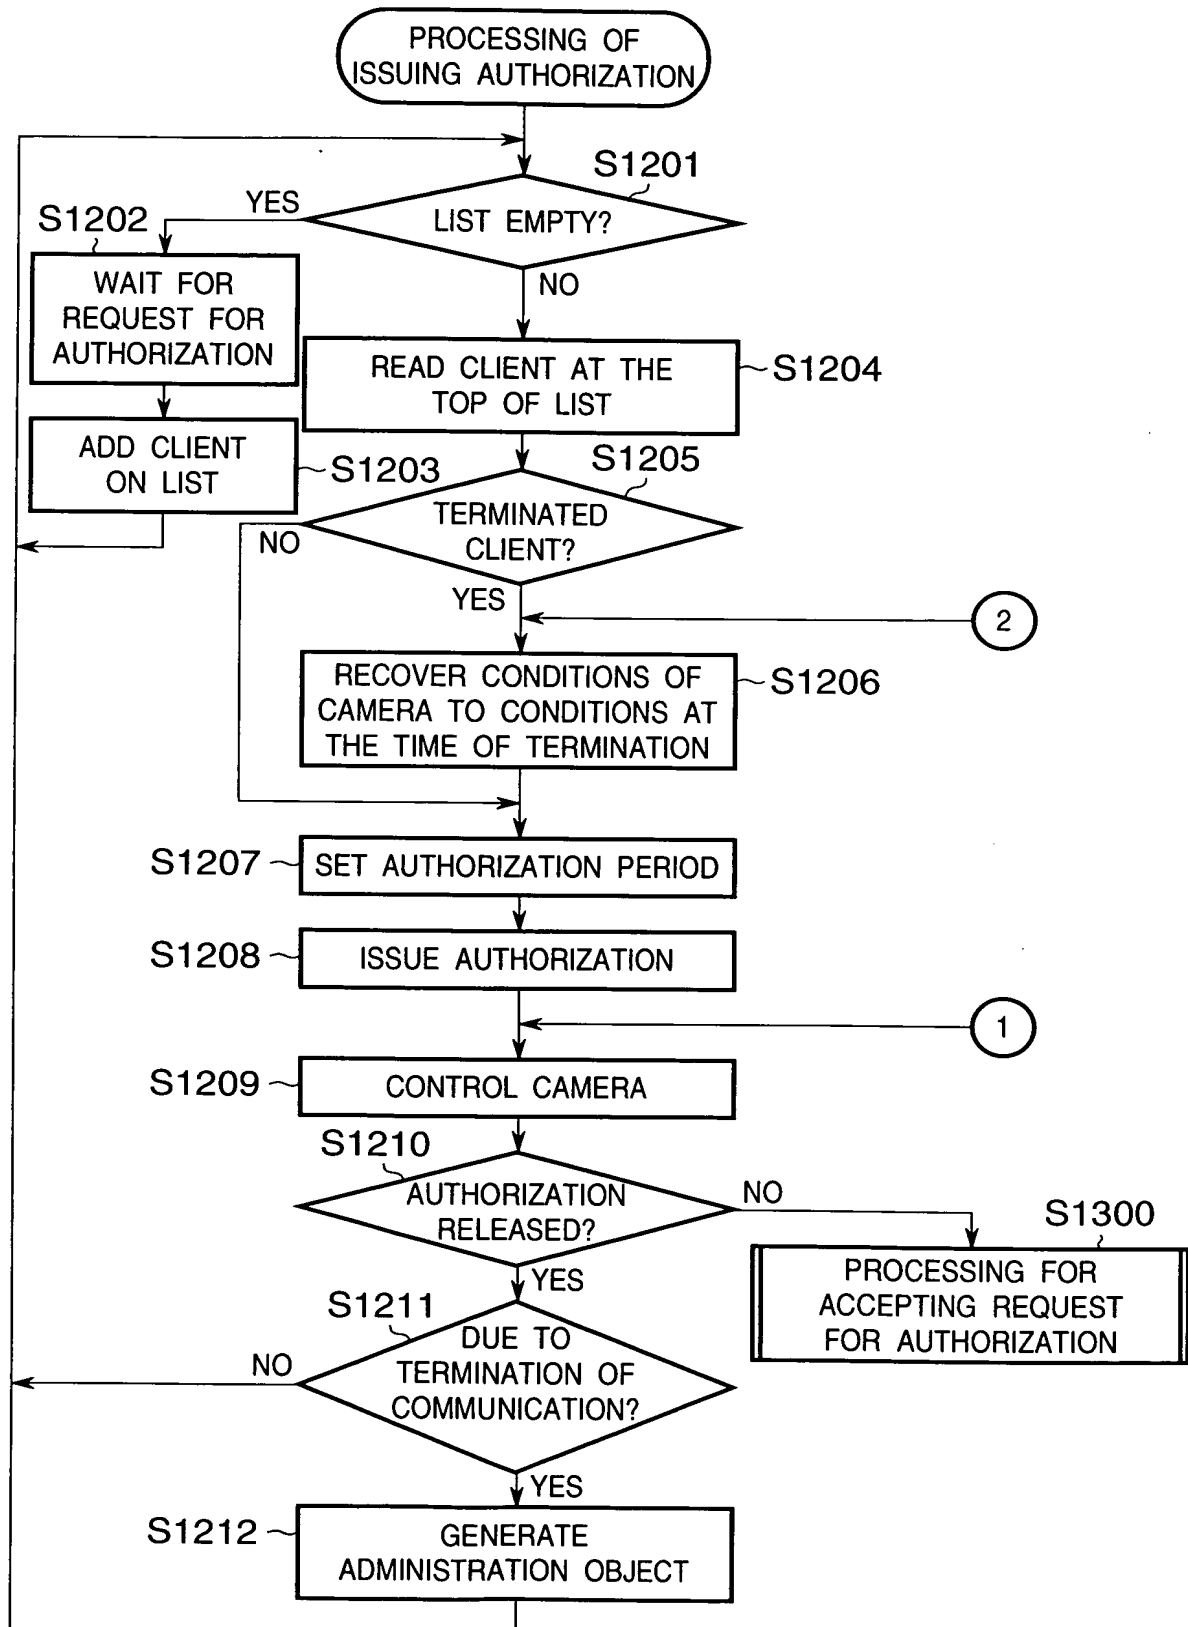 PROCESSING OF
ISSUING AUTHORIZATION
S1201
YES
LIST EMPTY?
S1202
NO
WAIT FOR
REQUEST FOR
AUTHORIZATION
READ CLIENT AT THE
TOP OF LIST
S1204
ADD CLIENT
ON LIST
S1203
S1205
TERMINATED
CLIENT?
NO
YES
2
RECOVER CONDITIONS OF
CAMERA TO CONDITIONS AT
THE TIME OF TERMINATION
S1206
S1207
SET AUTHORIZATION PERIOD
S1208
ISSUE AUTHORIZATION
1
S1209
CONTROL CAMERA
S1210
AUTHORIZATION
RELEASED?
NO
YES
S1300
PROCESSING FOR
ACCEPTING REQUEST
FOR AUTHORIZATION
S1211
DUE TO
TERMINATION OF
COMMUNICATION?
NO
YES
S1212
GENERATE
ADMINISTRATION OBJECT